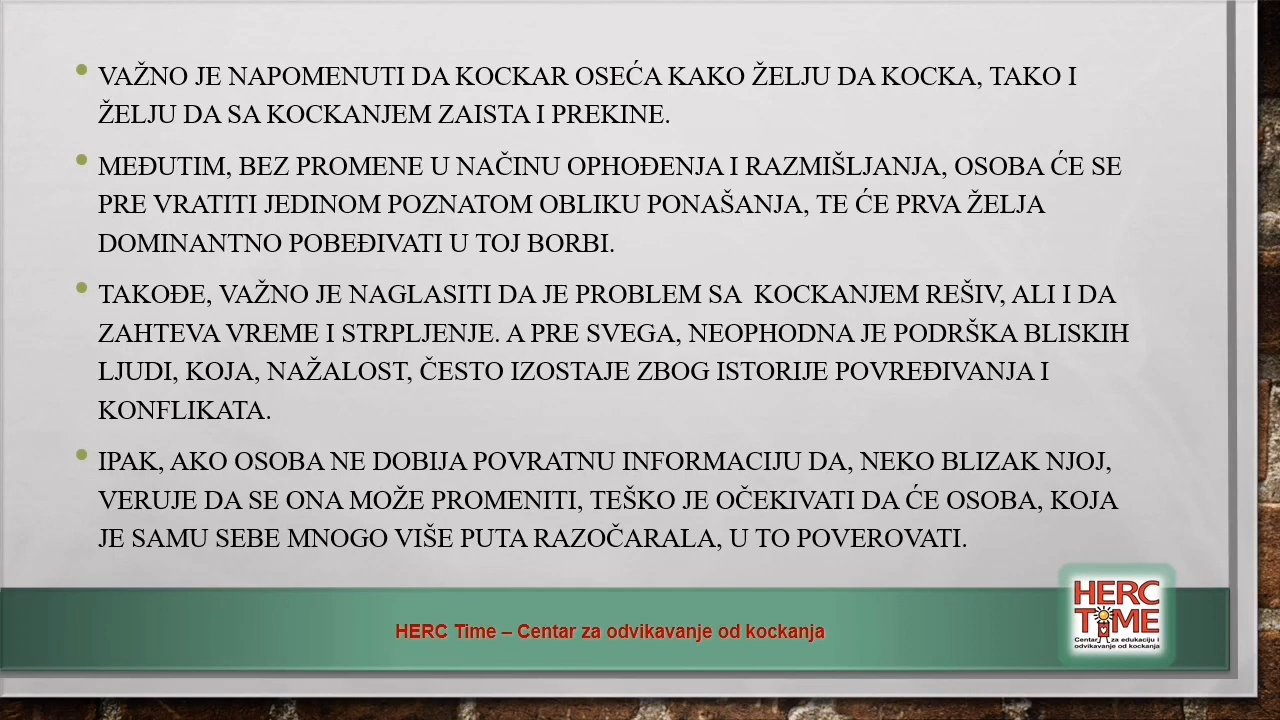 VAŽNO JE NAPOMENUTI DA KOCKAR OSEĆA KAKO ŽELJU DA KOCKA, TAKO I
ŽELJU DA SA KOCKANJEM ZAISTA I PREKINE.
MEĐUTIM, BEZ PROMENE U NAČINU OPHOĐENJA I RAZMIŠLJANJA, OSOBA ĆE SE
PRE VRATITI JEDINOM POZNATOM OBLIKU PONAŠANJA, TE ĆE PRVA ŽELJA
DOMINANTNO POBEĐIVATI U TOJ BORBI.
TAKOĐE, VAŽNO JE NAGLASITI DA JE PROBLEM SA  KOCKANJEM REŠIV, ALI I DA
ZAHTEVA VREME I STRPLJENJE. A PRE SVEGA, NEOPHODNA JE PODRŠKA BLISKIH
LJUDI, KOJA, NAŽALOST, ČESTO IZOSTAJE ZBOG ISTORIJE POVREĐIVANJA I
KONFLIKATA.
IPAK, AKO OSOBA NE DOBIJA POVRATNU INFORMACIJU DA, NEKO BLIZAK NJOJ,
VERUJE DA SE ONA MOŽE PROMENITI, TEŠKO JE OČEKIVATI DA ĆE OSOBA, KOJA
JE SAMU SEBE MNOGO VIŠE PUTA RAZOČARALA, U TO POVEROVATI.
HERC Time – Centar za odvikavanje od kockanja
HERC
TIME
Centar za edukaciju i
odvikavanje od kockanja